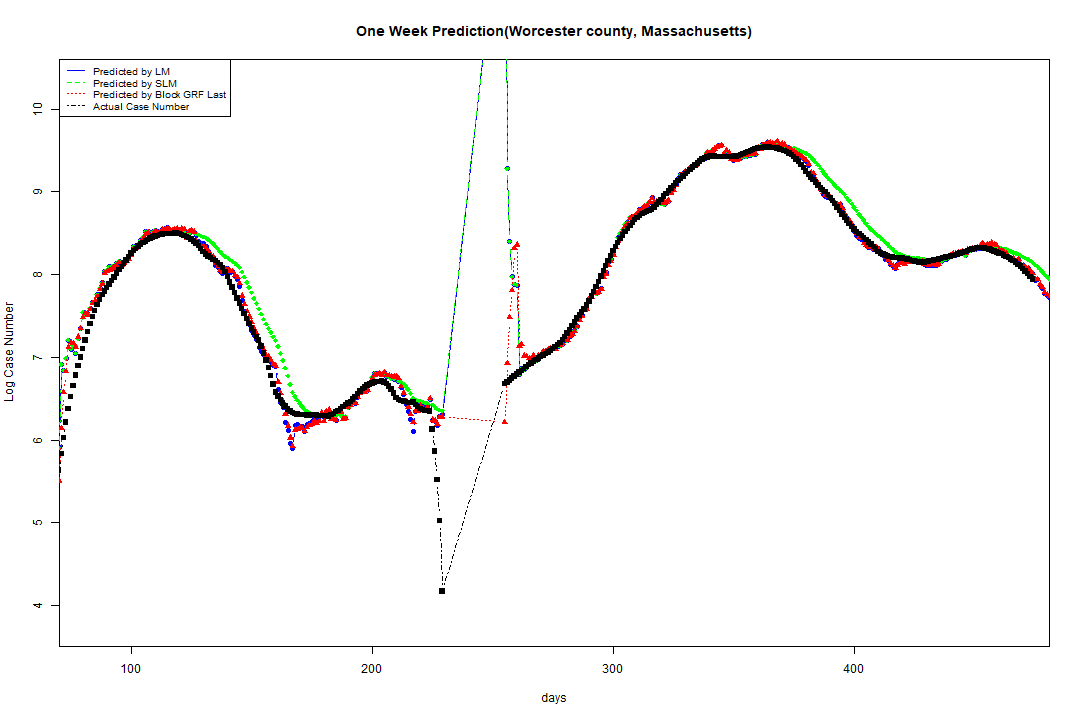 One Week Prediction(Worcester county, Massachusetts)
Predicted by LM
Predicted by SLM
Predicted by Block GRF Last
Actual Case Number
Log Case Number
10
9
8
7
6
5
4
100
200
300
400
days